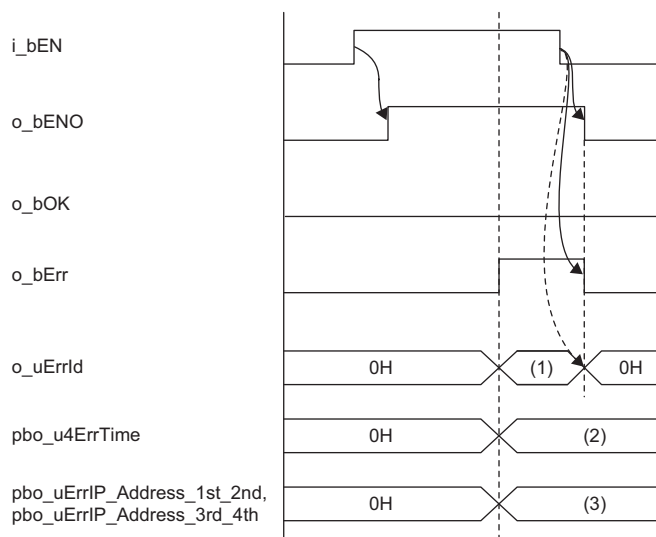 i_bEN
o_bENO
o_bOK
o_bErr
o_uErrId
0H
(1)
0H
pbo_u4ErrTime
0H
(2)
pbo_uErrIP_Address_1st_2nd,
pbo_uErrIP_Address_3rd_4th
0H
(3)